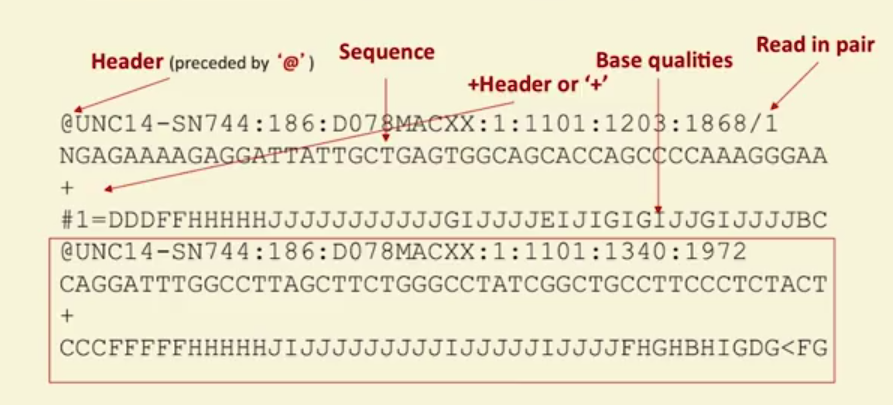 Header (preceded by ‘@’ )
Sequence
+Header or ‘+’
Base qualities
Read in pair
@UNC14-SN744:186:D078MACXX:1:1101:1203:1868/1
NGAGAAAAGAGGATTATTGCTGAGTGGCAGCACCAGCCCCAAAGGGAA
+
#1=DDDFFHHHHHJJJJJJJJJJJGIJJJJEIJIGIGIJJGIJJJJBC
@UNC14-SN744:186:D078MACXX:1:1101:1340:1972
CAGGATTTGGCCTTAGCTTCTGGGCCTATCGGCTGCCTTCCCTCTACT
+
CCCFFFFFHHHHHJIJJJJJJJJJIJJJJJIJJJJFHGHBHIGDG<FG